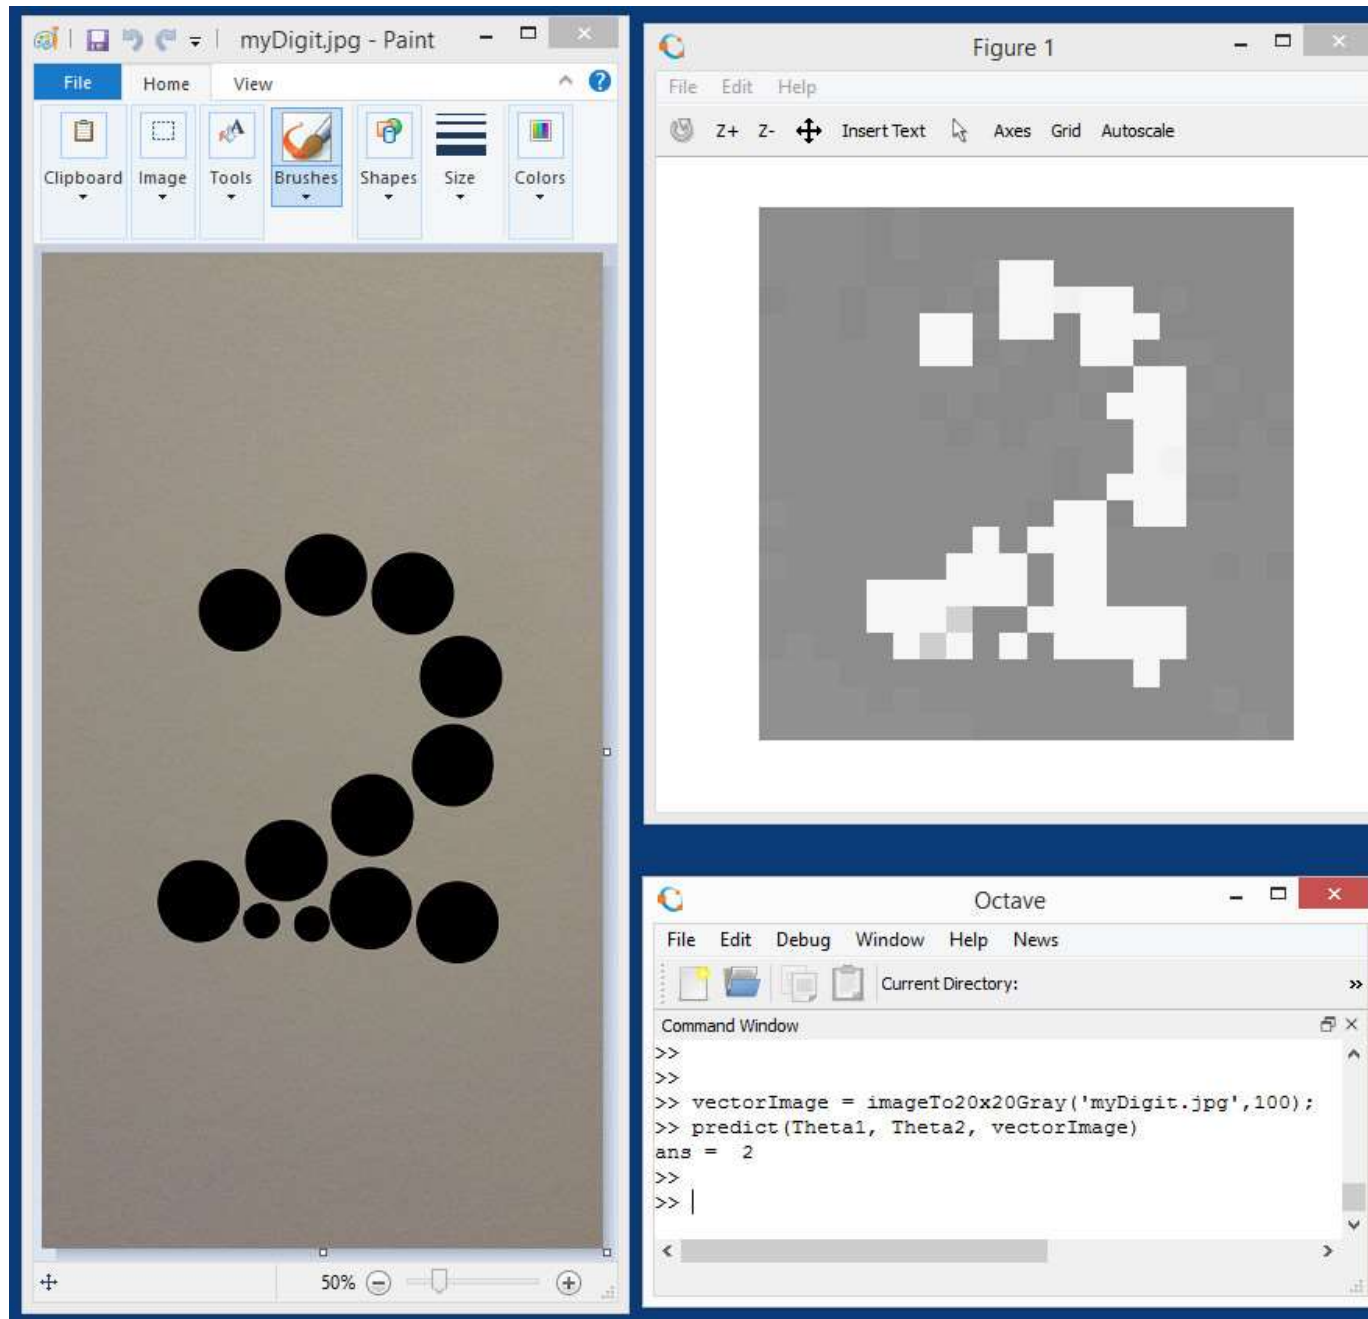 myDigit.jpg - Paint
File Home View
Clipboard Image Tools Brushes Shapes Size Colors
50%
Figure 1
File Edit Help
Z+ Z- Insert Text Axes Grid Autoscale
Octave
File Edit Debug Window Help News
Current Directory:
Command Window
>>
>>
>> vectorImage = imageTo20x20Gray('myDigit.jpg',100);
>> predict(Theta1, Theta2, vectorImage)
ans =  2
>>
>>